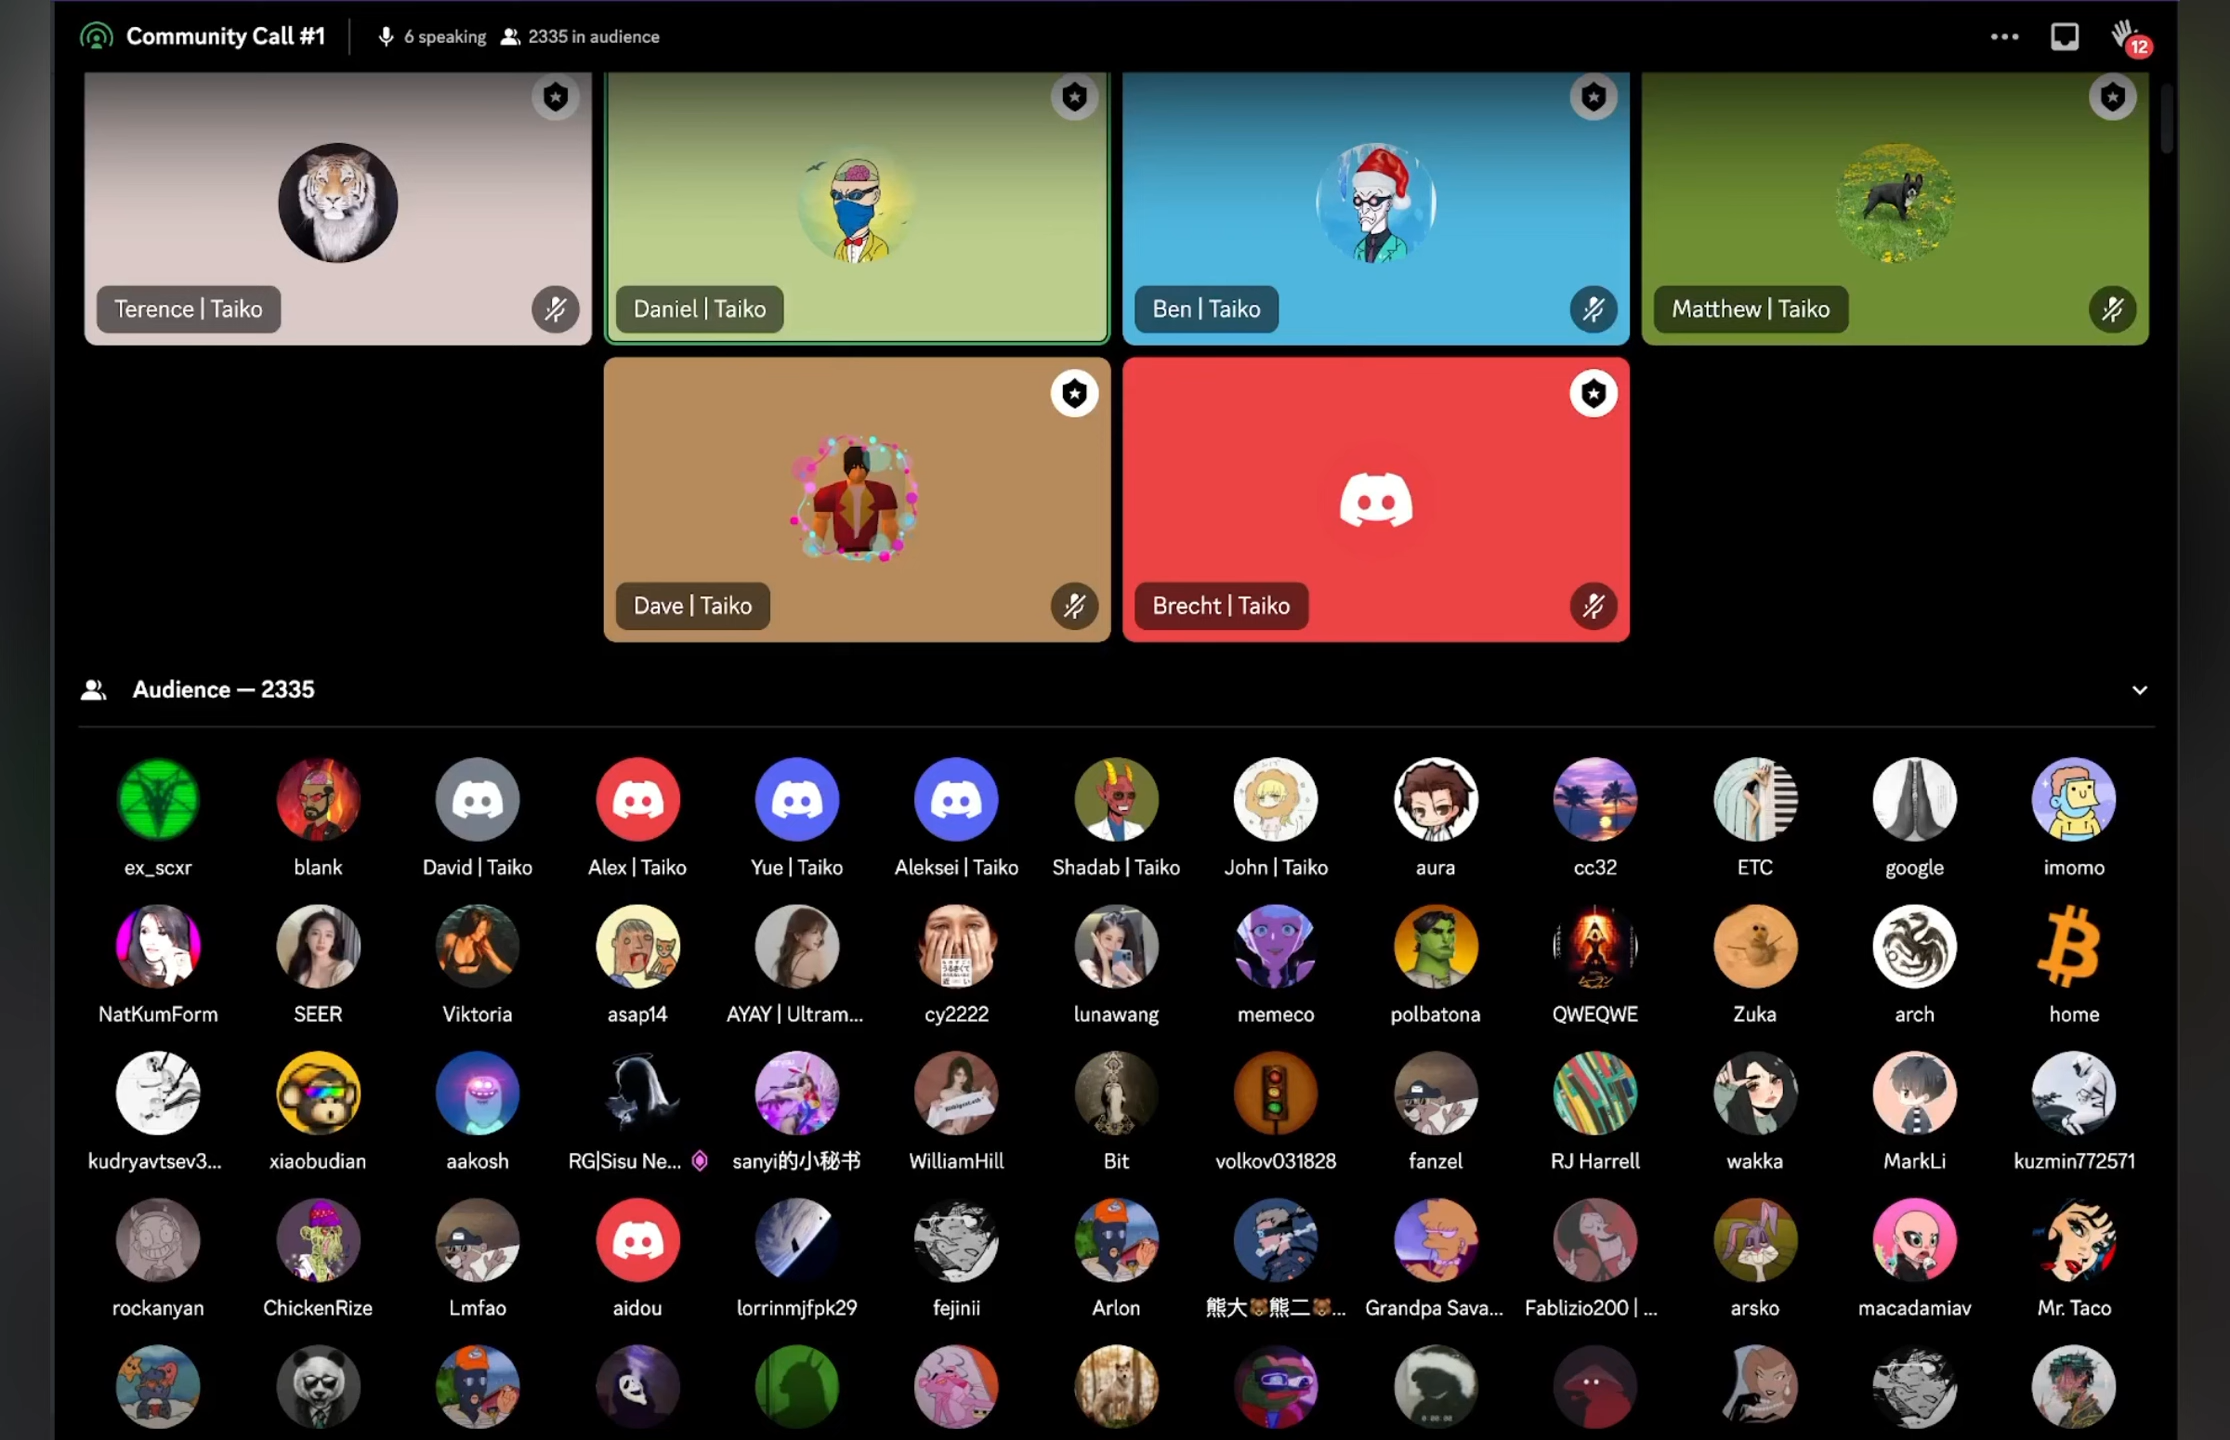 Community Call #1
6 speaking
2335 in audience
12
Terence | Taiko
Daniel | Taiko
Ben | Taiko
Matthew | Taiko
Dave | Taiko
Brecht | Taiko
Audience — 2335
ex_scxr
blank
David | Taiko
Alex | Taiko
Yue | Taiko
Aleksei | Taiko
Shadab | Taiko
John | Taiko
aura
cc32
ETC
google
imomo
NatKumForm
SEER
Viktoria
asap14
AYAY | Ultram...
cy2222
lunawang
memeco
polbatona
QWEQWE
Zuka
arch
home
kudryavtsev3...
xiaobudian
aakosh
RG|Sisu Ne...
sanyi的小秘书
WilliamHill
Bit
volkov031828
fanzel
RJ Harrell
wakka
MarkLi
kuzmin772571
rockanyan
ChickenRize
Lmfao
aidou
lorrinmjfpk29
fejinii
Arlon
熊大🐻熊二🐻...
Grandpa Sava...
Fablizio200 | ...
arsko
macadamiav
Mr. Taco